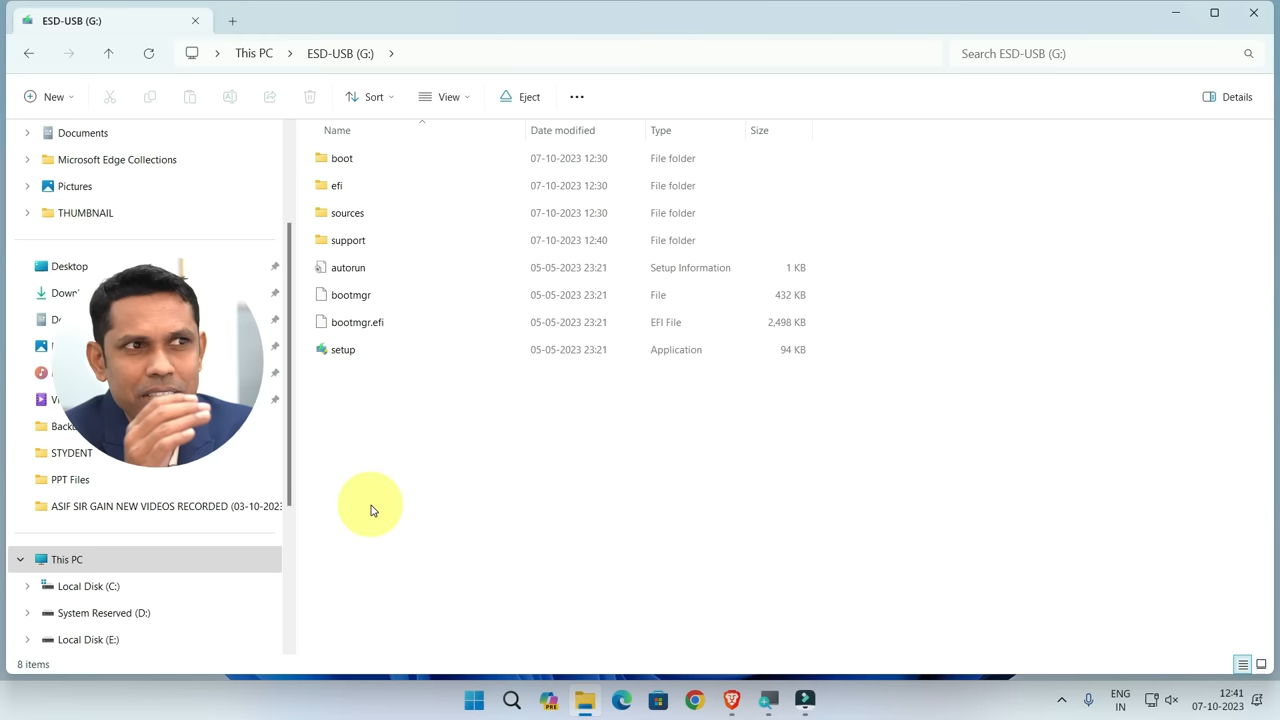 ESD-USB (G:)
This PC > ESD-USB (G:) >
Search ESD-USB (G:)
New
Sort
View
Eject
Details
Documents
Microsoft Edge Collections
Pictures
THUMBNAIL
Desktop
STYDENT
PPT Files
ASIF SIR GAIN NEW VIDEOS RECORDED (03-10-2023
This PC
Local Disk (C:)
System Reserved (D:)
Local Disk (E:)
Name Date modified Type Size
boot 07-10-2023 12:30 File folder
efi 07-10-2023 12:30 File folder
sources 07-10-2023 12:30 File folder
support 07-10-2023 12:40 File folder
autorun 05-05-2023 23:21 Setup Information 1 KB
bootmgr 05-05-2023 23:21 File 432 KB
bootmgr.efi 05-05-2023 23:21 EFI File 2,498 KB
setup 05-05-2023 23:21 Application 94 KB
8 items
PRE
ENG
IN
12:41
07-10-2023